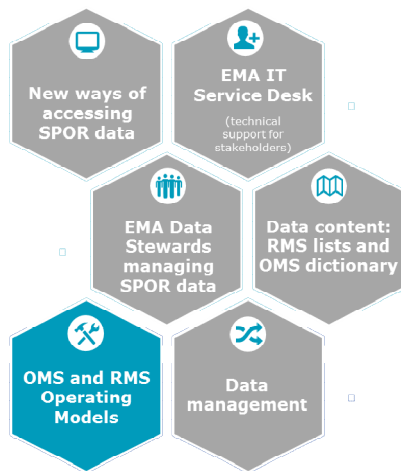 New ways of
accessing
SPOR data
EMA IT
Service Desk
(technical
support for
stakeholders)
EMA Data
Stewards
managing
SPOR data
Data content:
RMS lists and
OMS dictionary
OMS and RMS
Operating
Models
Data
management